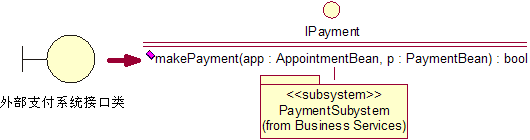 IPayment
makePayment(app : AppointmentBean, p : PaymentBean) : bool
外部支付系统接口类
<<subsystem>>
PaymentSubystem
(from Business Services)